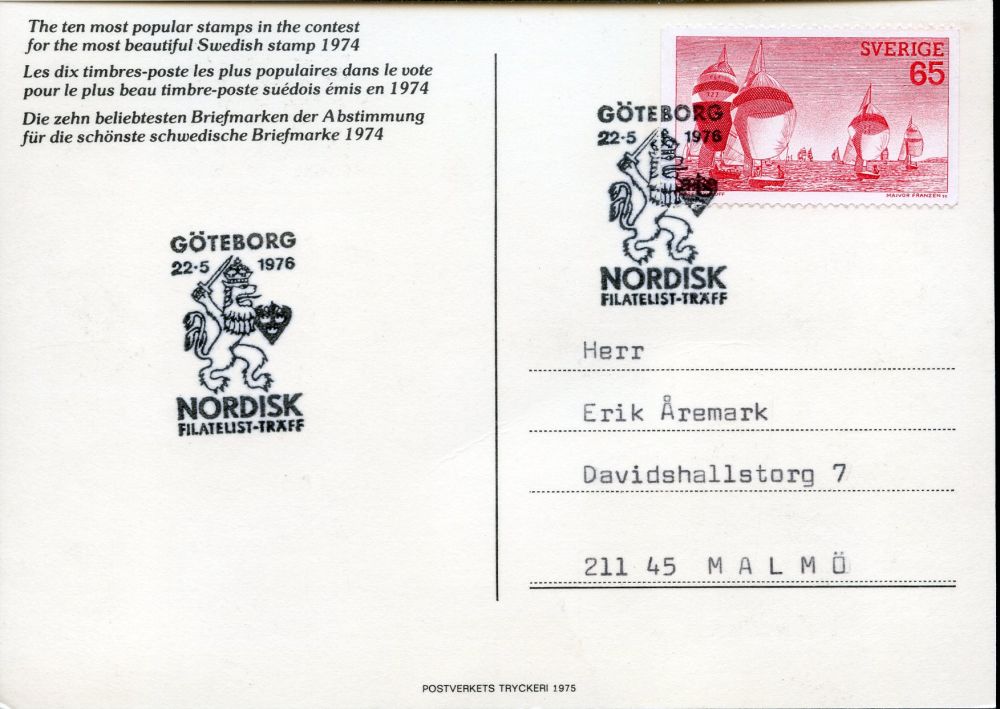 The ten most popular stamps in the contest
for the most beautiful Swedish stamp 1974
Les dix timbres-poste les plus populaires dans le vote
pour le plus beau timbre-poste suédois émis en 1974
Die zehn beliebtesten Briefmarken der Abstimmung
für die schönste schwedische Briefmarke 1974
GÖTEBORG
22·5 1976
NORDISK
FILATELIST-TRÄFF
SVERIGE
65
MAJVOR FRANZÉN SC
GÖTEBORG
22-5 1976
NORDISK
FILATELIST-TRÄFF
Herr
Erik Åremark
Davidshallstorg 7
211 45 M A L M Ö
POSTVERKETS TRYCKERI 1975